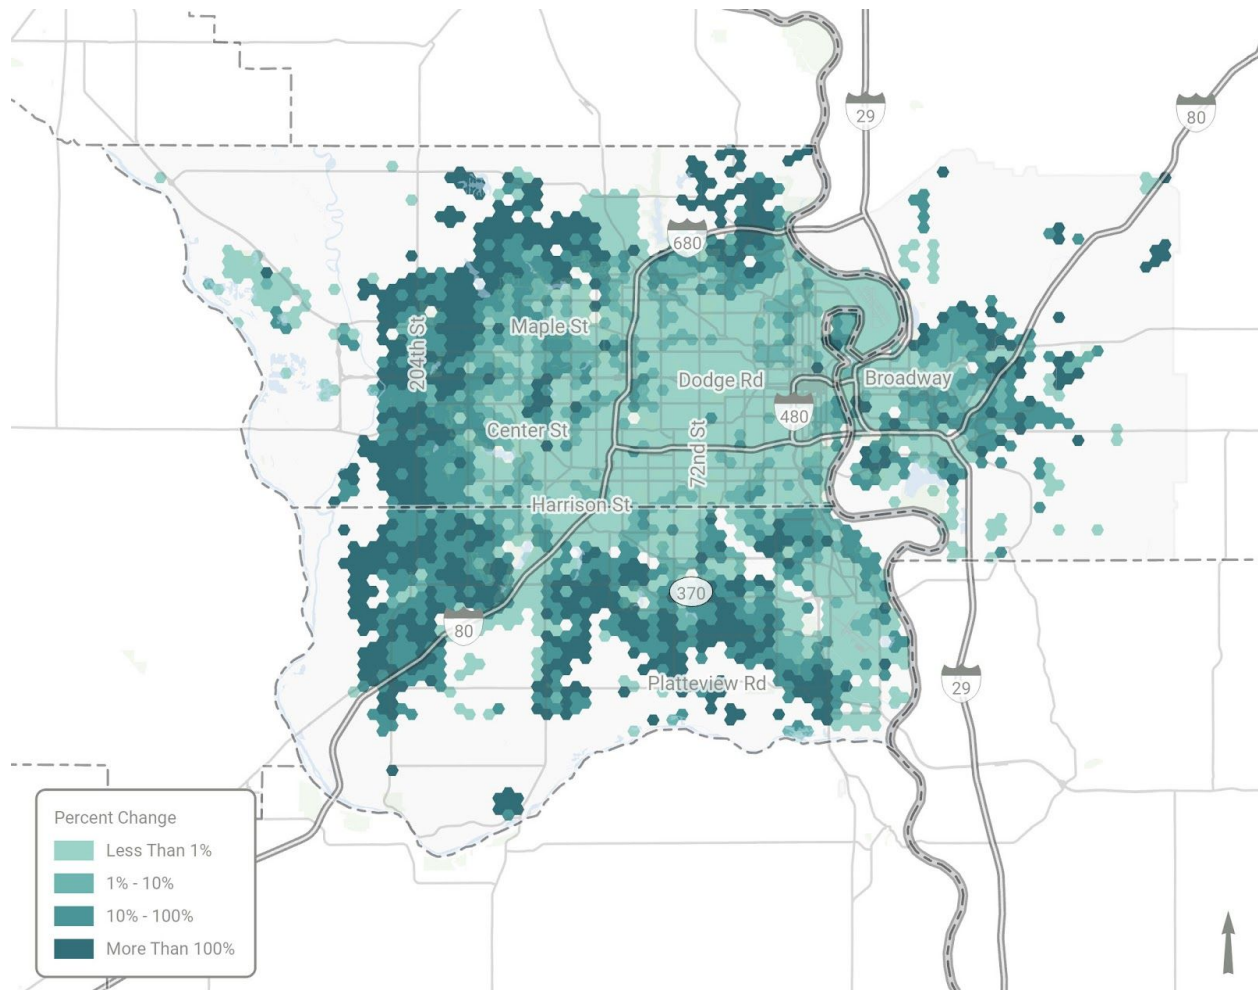 29
80
680
Maple St
204th St
Dodge Rd
Broadway
480
Center St
72nd St
Harrison St
370
80
Platteview Rd
29
Percent Change
Less Than 1%
1% - 10%
10% - 100%
More Than 100%